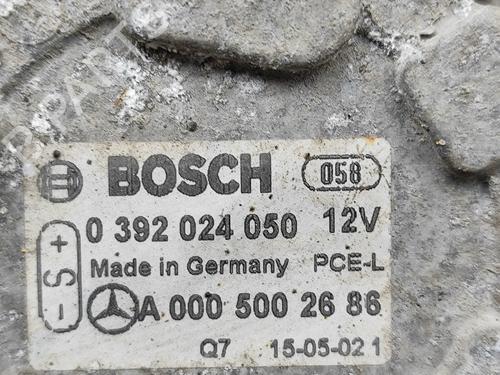 BOSCH 058
0 392 024 050 12V
+ S - Made in Germany PCE-L
A 000 500 26 86
Q7 15-05-02 1